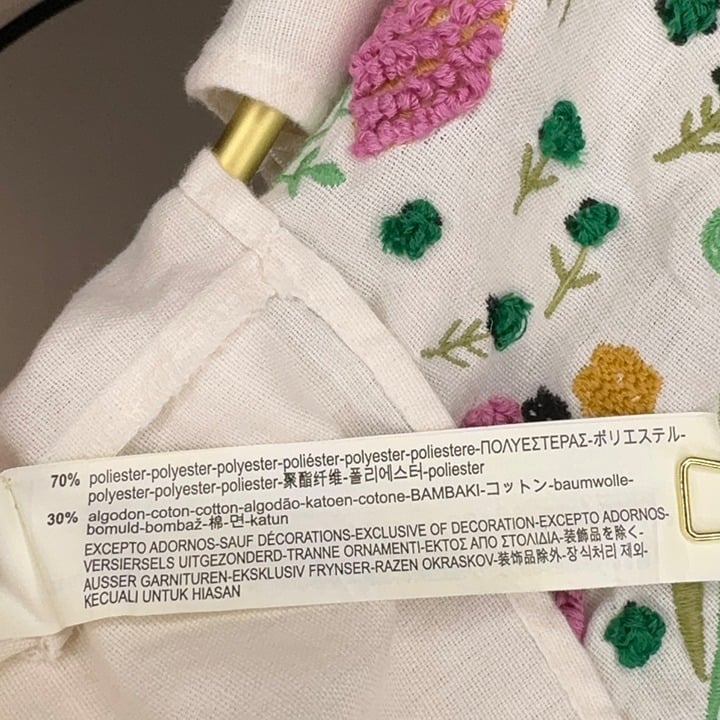 70% poliester-polyester-polyester-poliéster-polyester-poliestere-ΠΟΛΥΕΣΤΕΡΑΣ-ポリエステル-
polyester-polyester-poliester-聚酯纤维-폴리에스터-poliester
30% algodon-coton-cotton-algodão-katoen-cotone-BAMBAKI-コットン-baumwolle-
bomuld-bombaž-棉-면-katun
EXCEPTO ADORNOS-SAUF DÉCORATIONS-EXCLUSIVE OF DECORATION-EXCEPTO ADORNOS-
VERSIERSELS UITGEZONDERD-TRANNE ORNAMENTI-ΕΚΤΟΣ ΑΠΟ ΣΤΟΛΙΔΙΑ-装飾品を除く-
AUSSER GARNITUREN-EKSKLUSIV FRYNSER-RAZEN OKRASKOV-装饰品除外-장식처리 제외-
KECUALI UNTUK HIASAN